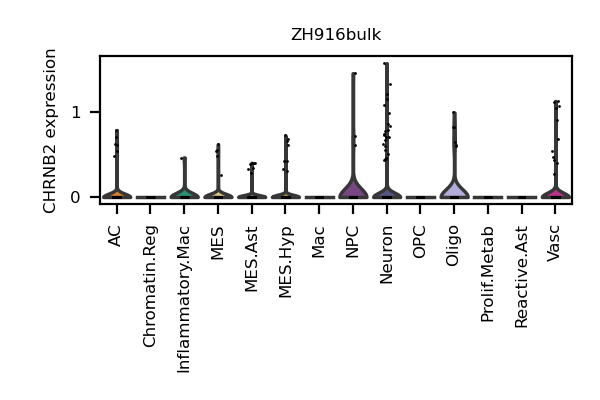 ZH916bulk
CHRNB2 expression
1
0
AC
Chromatin.Reg
Inflammatory.Mac
MES
MES.Ast
MES.Hyp
Mac
NPC
Neuron
OPC
Oligo
Prolif.Metab
Reactive.Ast
Vasc